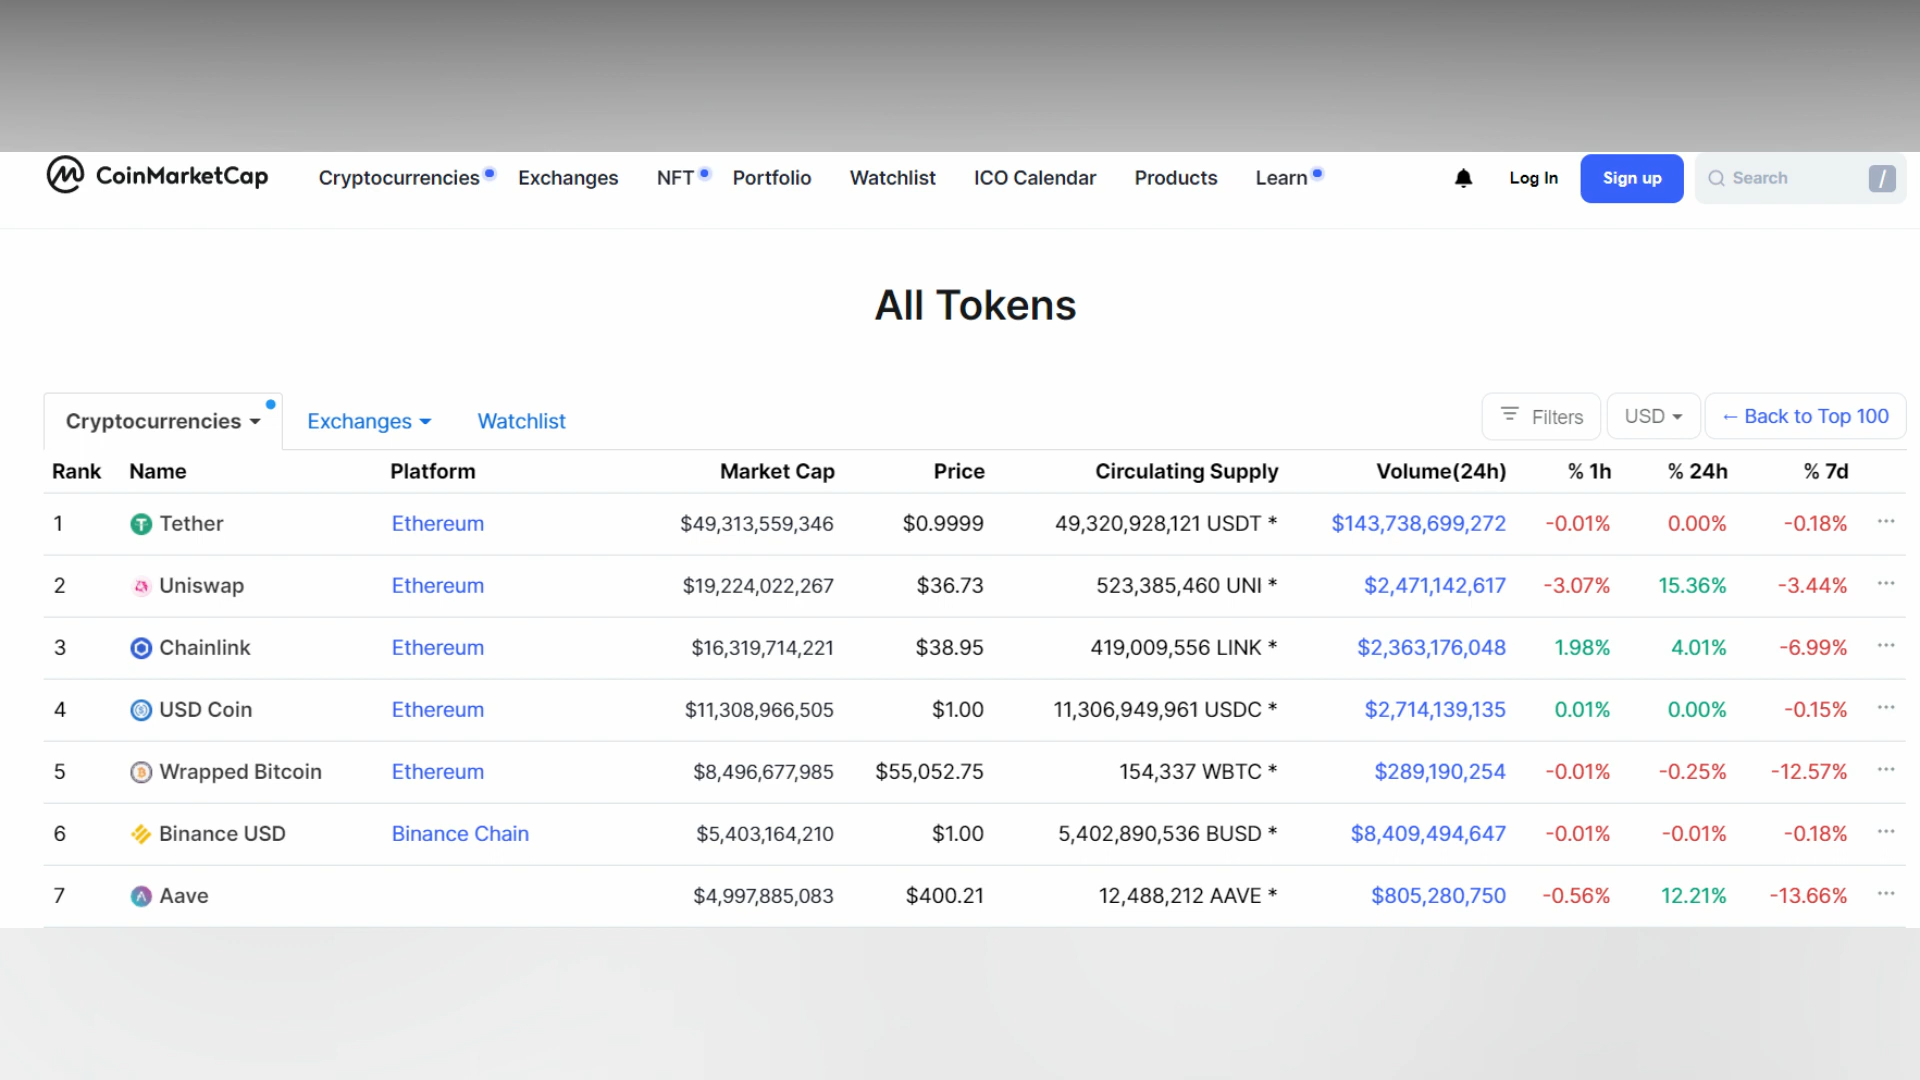 CoinMarketCap Cryptocurrencies Exchanges NFT Portfolio Watchlist ICO Calendar Products Learn Log In Sign up Search /
All Tokens
Cryptocurrencies Exchanges Watchlist Filters USD ← Back to Top 100
Rank Name Platform Market Cap Price Circulating Supply Volume(24h) % 1h % 24h % 7d
1 Tether Ethereum $49,313,559,346 $0.9999 49,320,928,121 USDT * $143,738,699,272 -0.01% 0.00% -0.18% ...
2 Uniswap Ethereum $19,224,022,267 $36.73 523,385,460 UNI * $2,471,142,617 -3.07% 15.36% -3.44% ...
3 Chainlink Ethereum $16,319,714,221 $38.95 419,009,556 LINK * $2,363,176,048 1.98% 4.01% -6.99% ...
4 USD Coin Ethereum $11,308,966,505 $1.00 11,306,949,961 USDC * $2,714,139,135 0.01% 0.00% -0.15% ...
5 Wrapped Bitcoin Ethereum $8,496,677,985 $55,052.75 154,337 WBTC * $289,190,254 -0.01% -0.25% -12.57% ...
6 Binance USD Binance Chain $5,403,164,210 $1.00 5,402,890,536 BUSD * $8,409,494,647 -0.01% -0.01% -0.18% ...
7 Aave $4,997,885,083 $400.21 12,488,212 AAVE * $805,280,750 -0.56% 12.21% -13.66% ...